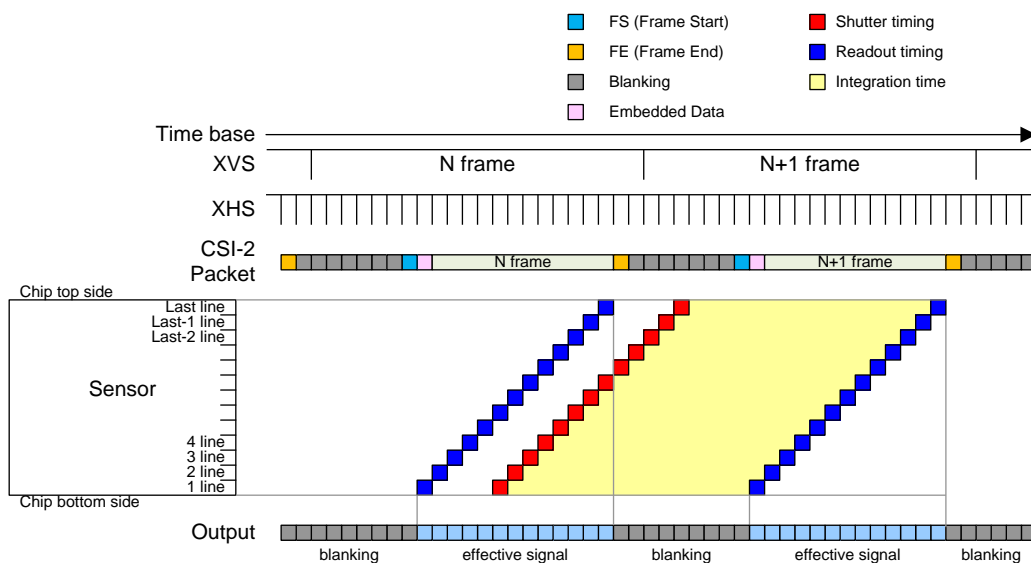 FS (Frame Start)
Shutter timing
FE (Frame End)
Readout timing
Blanking
Integration time
Embedded Data
Time base
XVS
N frame
N+1 frame
XHS
CSI-2
Packet
N frame
N+1 frame
Chip top side
Last line
Last-1 line
Last-2 line
Sensor
4 line
3 line
2 line
1 line
Chip bottom side
Output
blanking
effective signal
blanking
effective signal
blanking